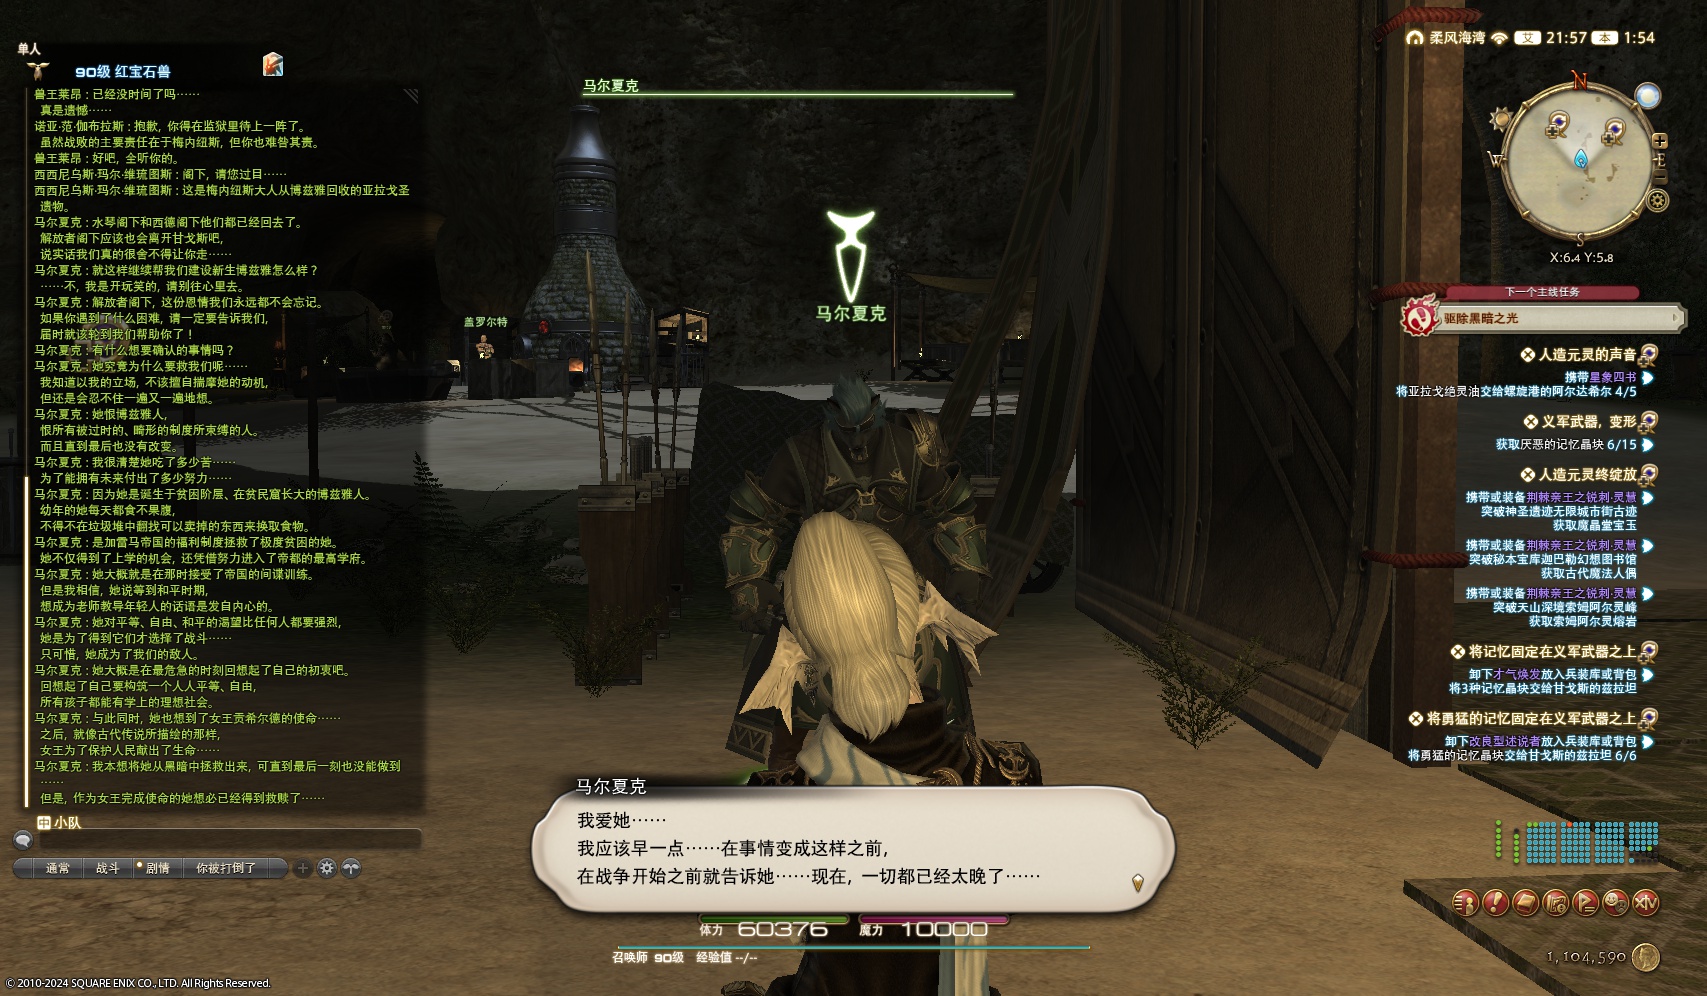 单人
90级 红宝石兽
兽王莱昂：已经没时间了吗……
真是遗憾……
诺亚·范·伽布拉斯：抱歉，你得在监狱里待上一阵了。
虽然战败的主要责任在于梅内纽斯，但你也难咎其责。
兽王莱昂：好吧，全听你的。
西西尼乌斯·玛尔·维琉图斯：阁下，请您过目……
西西尼乌斯·玛尔·维琉图斯：这是梅内纽斯大人从博兹雅回收的亚拉戈圣
遗物。
马尔夏克：水琴阁下和西德阁下他们都已经回去了。
解放者阁下应该也会离开甘戈斯吧，
说实话我们真的很舍不得让你走……
马尔夏克：就这样继续帮我们建设新生博兹雅怎么样？
……不，我是开玩笑的，请别往心里去。
马尔夏克：解放者阁下，这份恩情我们永远都不会忘记。
如果你遇到了什么困难，请一定要告诉我们，
届时就该轮到我们帮助你了！
马尔夏克：有什么想要确认的事情吗？
马尔夏克：她究竟为什么要救我们呢……
我知道以我的立场，不该擅自揣摩她的动机，
但还是会忍不住一遍又一遍地想。
马尔夏克：她恨博兹雅人，
恨所有被过时的、畸形的制度所束缚的人。
而且直到最后也没有改变。
马尔夏克：我很清楚她吃了多少苦……
为了能拥有未来付出了多少努力……
马尔夏克：因为她是诞生于贫困阶层、在贫民窟长大的博兹雅人。
幼年的她每天都食不果腹，
不得不在垃圾堆中翻找可以卖掉的东西来换取食物。
马尔夏克：是加雷马帝国的福利制度拯救了极度贫困的她。
她不仅得到了上学的机会，还凭借努力进入了帝都的最高学府。
马尔夏克：她大概就是在那时接受了帝国的间谍训练。
但是我相信，她说等到和平时期，
想成为老师教导年轻人的话语是发自内心的。
马尔夏克：她对平等、自由、和平的渴望比任何人都要强烈，
她是为了得到它们才选择了战斗……
只可惜，她成为了我们的敌人。
马尔夏克：她大概是在最危急的时刻回想起了自己的初衷吧。
回想起了自己要构筑一个人人平等、自由，
所有孩子都能有学上的理想社会。
马尔夏克：与此同时，她也想到了女王贡希尔德的使命……
之后，就像古代传说所描绘的那样，
女王为了保护人民献出了生命……
马尔夏克：我本想将她从黑暗中拯救出来，可直到最后一刻也没能做到
……
但是，作为女王完成使命的她想必已经得到救赎了……
中 小队
通常 战斗 剧情 你被打倒了
马尔夏克
马尔夏克
盖罗尔特
马尔夏克
我爱她……
我应该早一点……在事情变成这样之前，
在战争开始之前就告诉她……现在，一切都已经太晚了……
体力 60376 魔力 10000
召唤师 90级 经验值 --/--
柔风海湾 艾 21:57 本 1:54
N
W
E
S
X:6.4 Y:5.8
下一个主线任务
驱除黑暗之光
人造元灵的声音
携带星象四书
将亚拉戈绝灵油交给螺旋港的阿尔达希尔 4/5
义军武器，变形
获取厌恶的记忆晶块 6/15
人造元灵终绽放
携带或装备荆棘亲王之锐刺·灵慧
突破神圣遗迹无限城市街古迹
获取魔晶堂宝玉
携带或装备荆棘亲王之锐刺·灵慧
突破秘本宝库迦巴勒幻想图书馆
获取古代魔法人偶
携带或装备荆棘亲王之锐刺·灵慧
突破天山深境索姆阿尔灵峰
获取索姆阿尔灵熔岩
将记忆固定在义军武器之上
卸下才气焕发放入兵装库或背包
将3种记忆晶块交给甘戈斯的兹拉坦
将勇猛的记忆固定在义军武器之上
卸下改良型述说者放入兵装库或背包
将勇猛的记忆晶块交给甘戈斯的兹拉坦 6/6
XIV
1,104,590
© 2010-2024 SQUARE ENIX CO., LTD. All Rights Reserved.